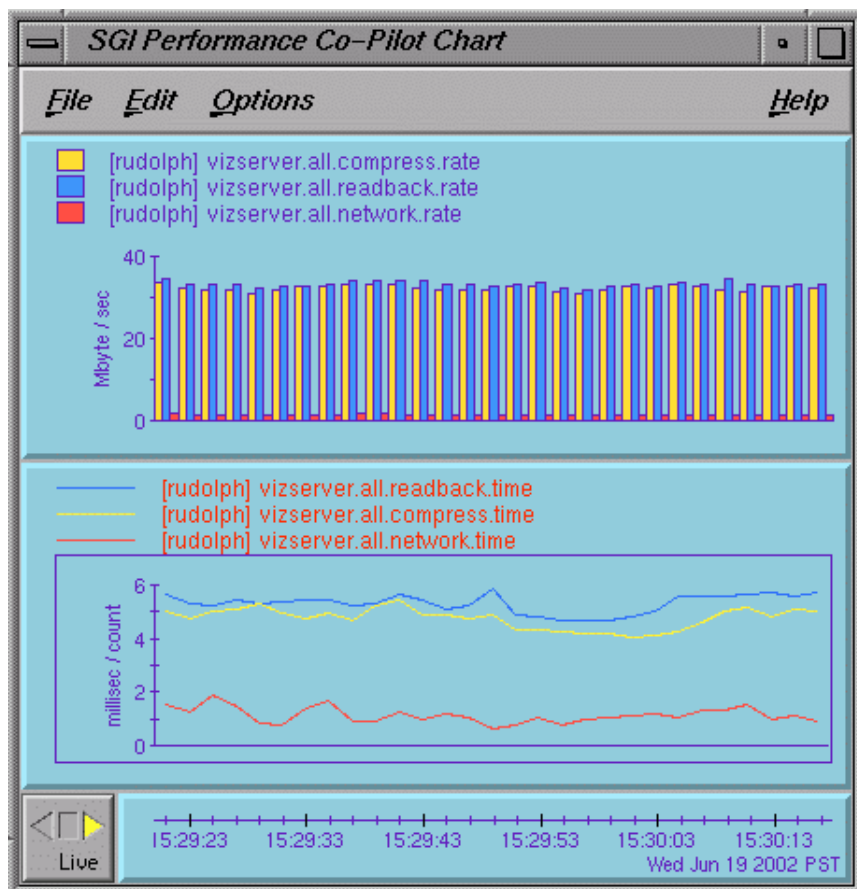 SGI Performance Co-Pilot Chart
File Edit Options Help
[rudolph] vizserver.all.compress.rate
[rudolph] vizserver.all.readback.rate
[rudolph] vizserver.all.network.rate
40
20
0
Mbyte / sec
[rudolph] vizserver.all.readback.time
[rudolph] vizserver.all.compress.time
[rudolph] vizserver.all.network.time
6
4
2
0
millisec / count
Live
15:29:23 15:29:33 15:29:43 15:29:53 15:30:03 15:30:13
Wed Jun 19 2002 PST